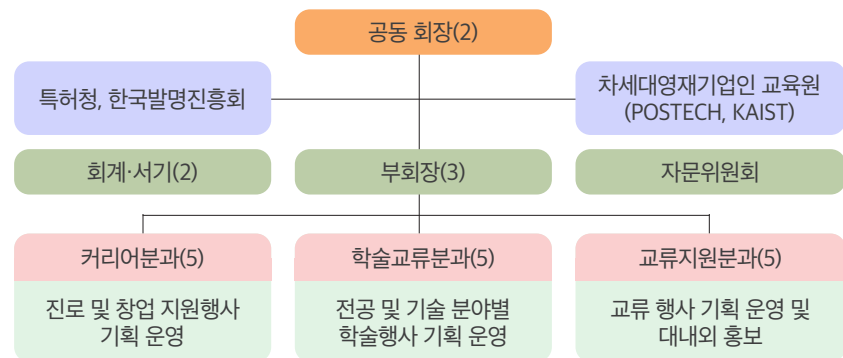 공동 회장(2)
특허청, 한국발명진흥회
차세대영재기업인 교육원
(POSTECH, KAIST)
회계·서기(2)
부회장(3)
자문위원회
커리어분과(5)
학술교류분과(5)
교류지원분과(5)
진로 및 창업 지원행사
기획 운영
전공 및 기술 분야별
학술행사 기획 운영
교류 행사 기획 운영 및
대내외 홍보